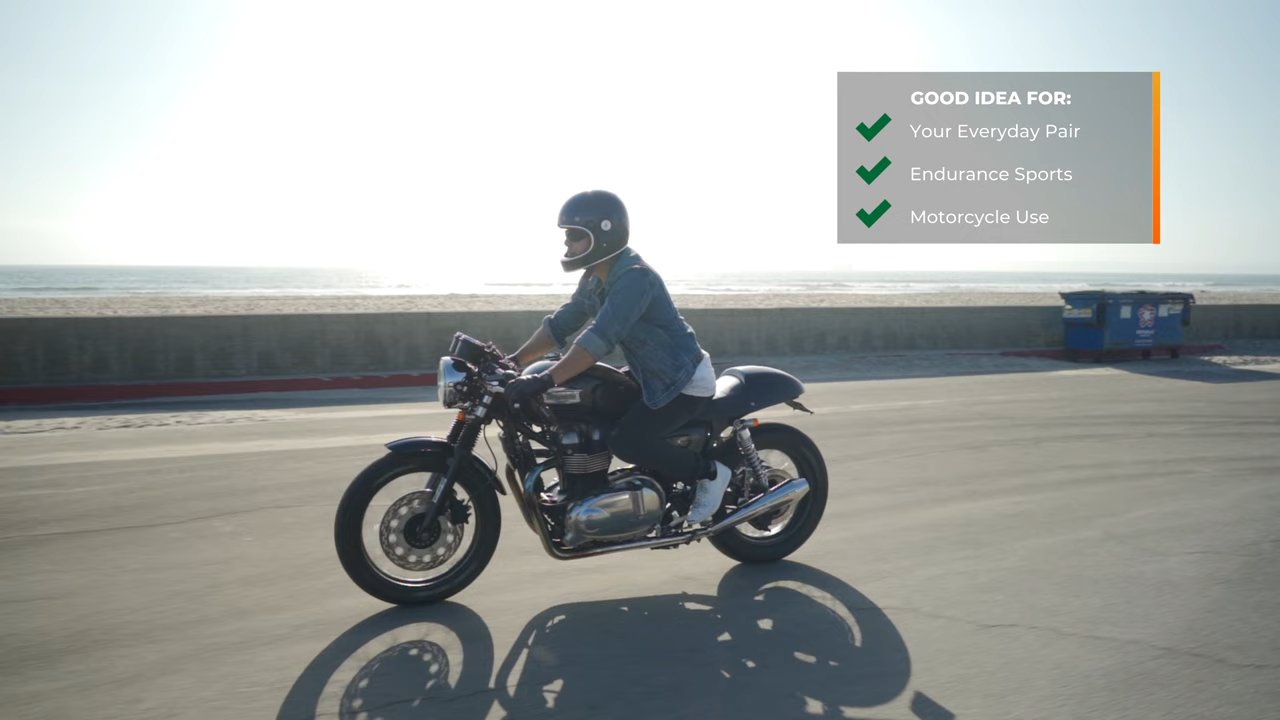 GOOD IDEA FOR:
Your Everyday Pair
Endurance Sports
Motorcycle Use